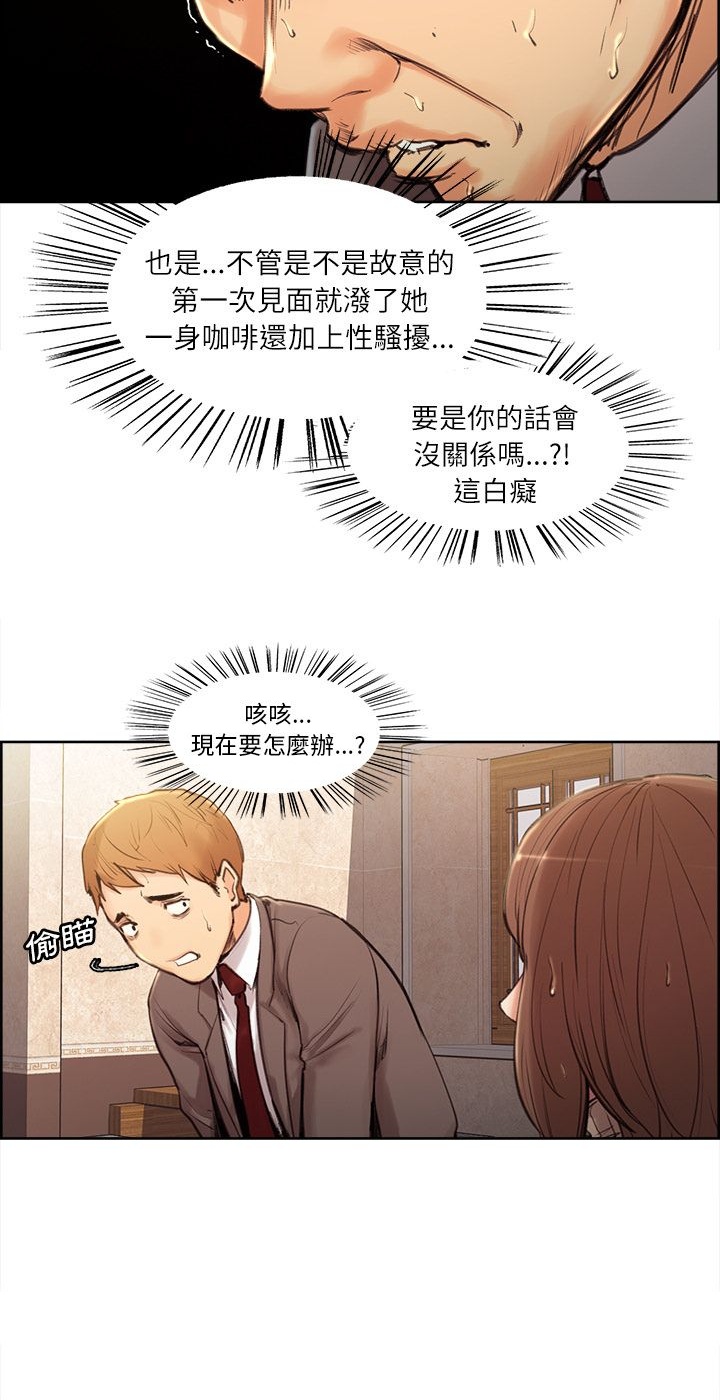 也是...不管是不是故意的
第一次見面就潑了她
一身咖啡還加上性騷擾...
要是你的話會
沒關係嗎...?!
這白癡
咳咳...
現在要怎麼辦...?
偷瞄